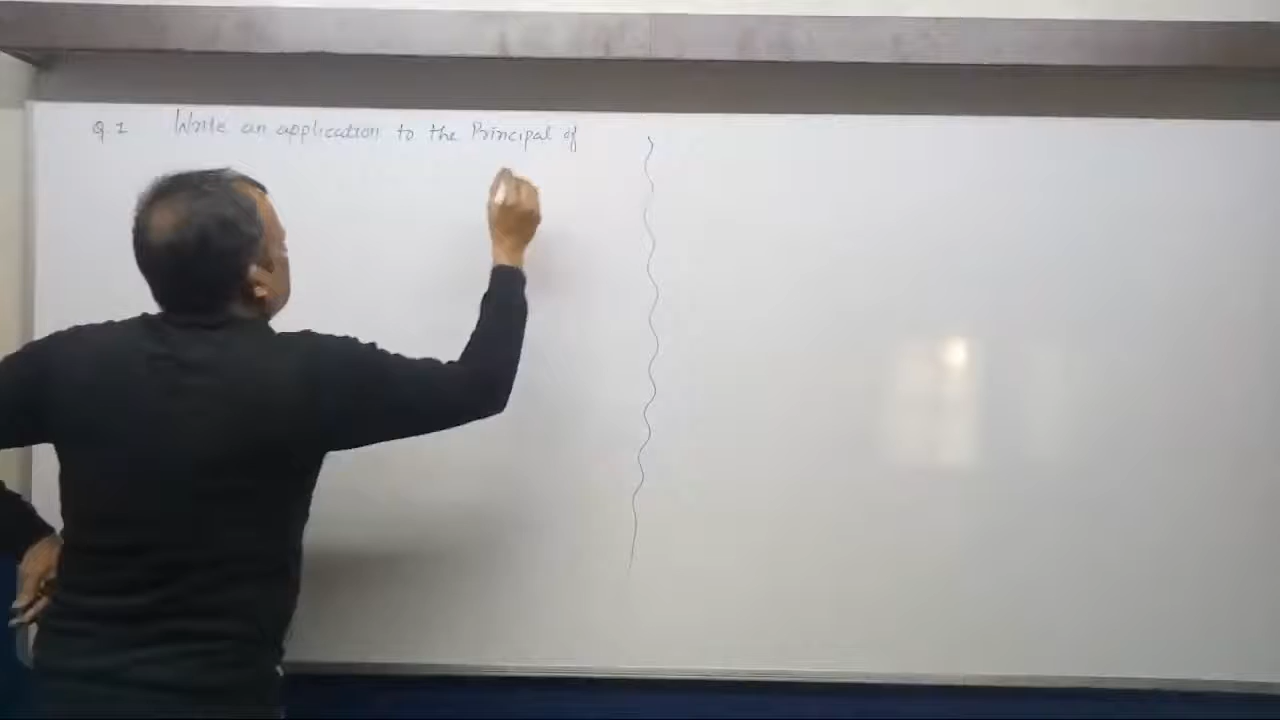 Q.1 Write an application to the Principal of